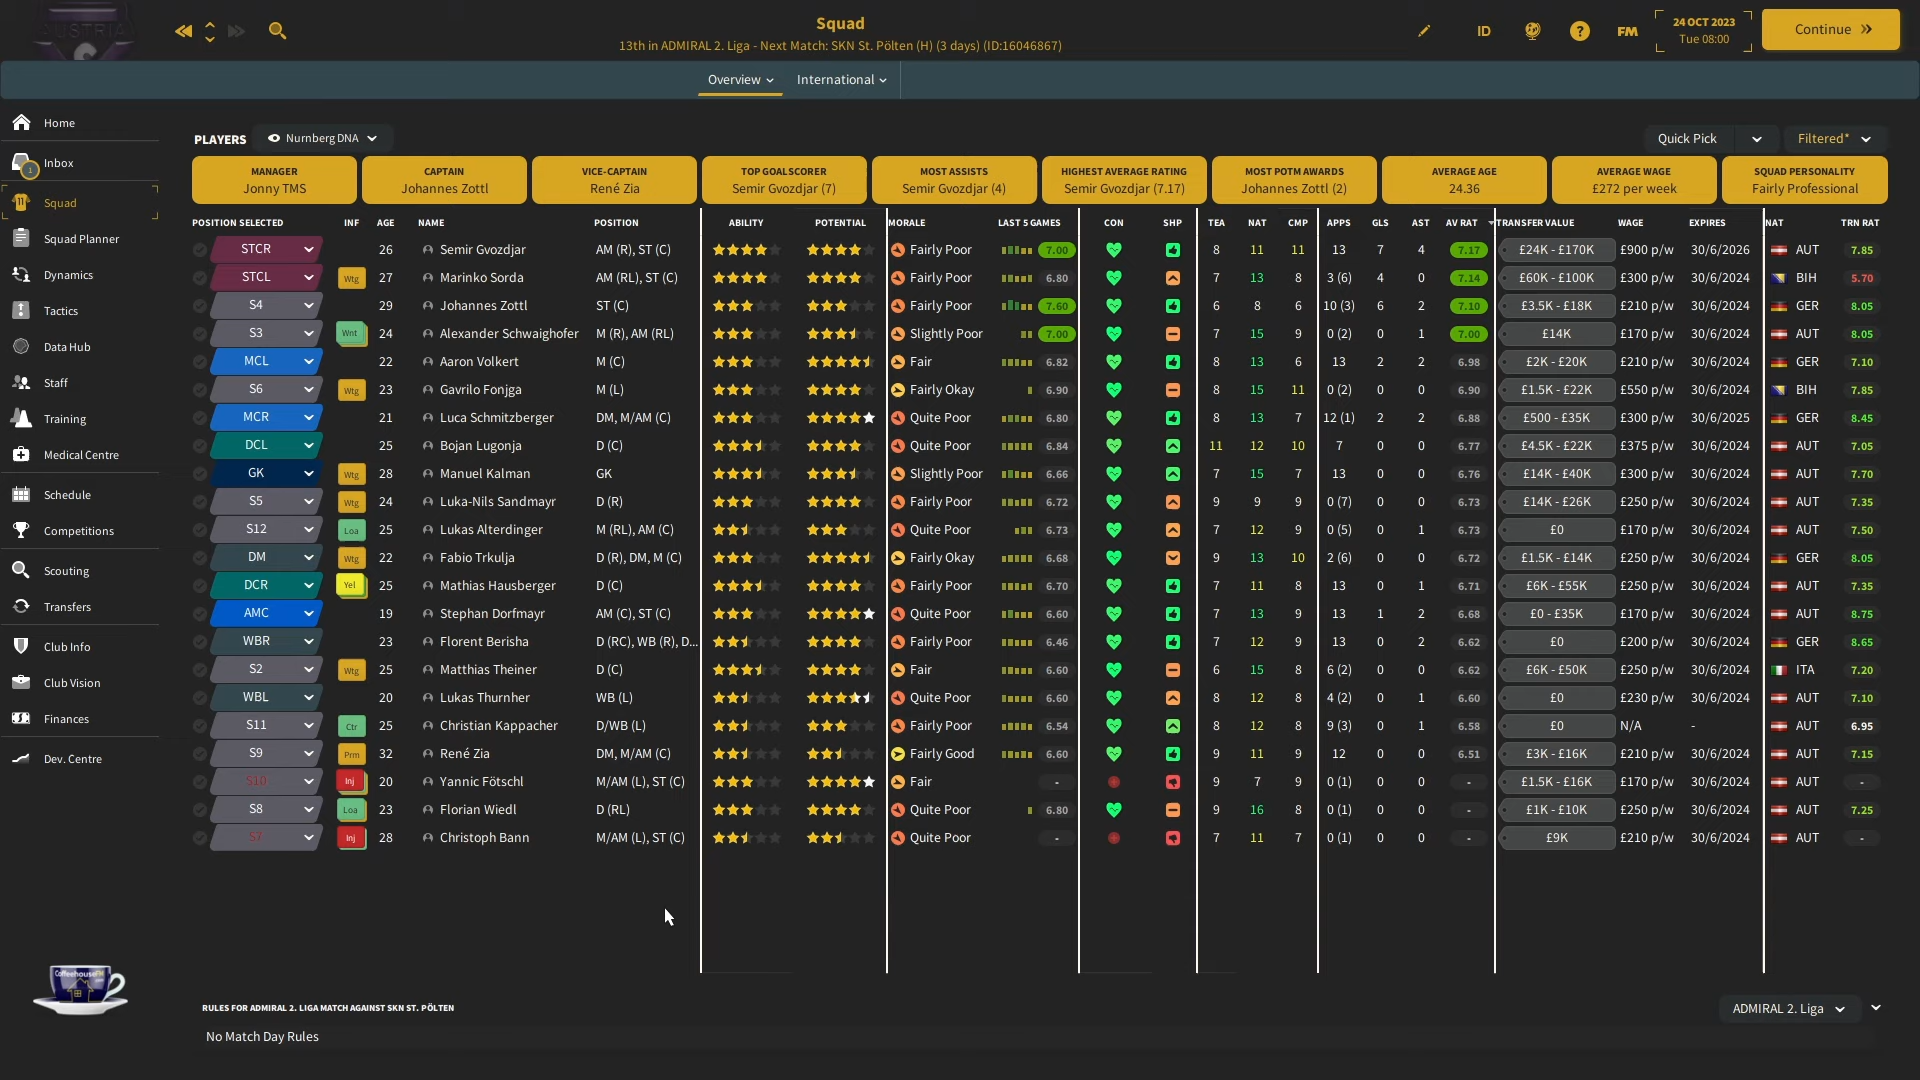 AUSTRIA
Squad
13th in ADMIRAL 2. Liga - Next Match: SKN St. Pölten (H) (3 days) (ID:16046867)
ID
?
FM
24 OCT 2023
Tue 08:00
Continue
Overview
International
Home
Inbox
1
Squad
Squad Planner
Dynamics
Tactics
Data Hub
Staff
Training
Medical Centre
Schedule
Competitions
Scouting
Transfers
Club Info
Club Vision
Finances
Dev. Centre
CoffeehouseFM
PLAYERS
Nurnberg DNA
Quick Pick
Filtered*
MANAGER
Jonny TMS
CAPTAIN
Johannes Zottl
VICE-CAPTAIN
René Zia
TOP GOALSCORER
Semir Gvozdjar (7)
MOST ASSISTS
Semir Gvozdjar (4)
HIGHEST AVERAGE RATING
Semir Gvozdjar (7.17)
MOST POTM AWARDS
Johannes Zottl (2)
AVERAGE AGE
24.36
AVERAGE WAGE
£272 per week
SQUAD PERSONALITY
Fairly Professional
POSITION SELECTED INF AGE NAME POSITION ABILITY POTENTIAL MORALE LAST 5 GAMES CON SHP TEA NAT CMP APPS GLS AST AV RAT TRANSFER VALUE WAGE EXPIRES NAT TRN RAT
STCR 26 Semir Gvozdjar AM (R), ST (C) Fairly Poor 7.00 8 11 11 13 7 4 7.17 £24K - £170K £900 p/w 30/6/2026 AUT 7.85
STCL Wtg 27 Marinko Sorda AM (RL), ST (C) Fairly Poor 6.80 7 13 8 3 (6) 4 0 7.14 £60K - £100K £300 p/w 30/6/2024 BIH 5.70
S4 29 Johannes Zottl ST (C) Fairly Poor 7.60 6 8 6 10 (3) 6 2 7.10 £3.5K - £18K £210 p/w 30/6/2024 GER 8.05
S3 Wnt 24 Alexander Schwaighofer M (R), AM (RL) Slightly Poor 7.00 7 15 9 0 (2) 0 1 7.00 £14K £170 p/w 30/6/2024 AUT 8.05
MCL 22 Aaron Volkert M (C) Fair 6.82 8 13 6 13 2 2 6.98 £2K - £20K £210 p/w 30/6/2024 GER 7.10
S6 Wtg 23 Gavrilo Fonjga M (L) Fairly Okay 6.90 8 15 11 0 (2) 0 0 6.90 £1.5K - £22K £550 p/w 30/6/2024 BIH 7.85
MCR 21 Luca Schmitzberger DM, M/AM (C) Quite Poor 6.80 8 13 7 12 (1) 2 2 6.88 £500 - £35K £300 p/w 30/6/2025 GER 8.45
DCL 25 Bojan Lugonja D (C) Quite Poor 6.84 11 12 10 7 0 0 6.77 £4.5K - £22K £375 p/w 30/6/2024 AUT 7.05
GK Wtg 28 Manuel Kalman GK Slightly Poor 6.66 7 15 7 13 0 0 6.76 £14K - £40K £300 p/w 30/6/2024 AUT 7.70
S5 Wtg 24 Luka-Nils Sandmayr D (R) Fairly Poor 6.72 9 9 9 0 (7) 0 0 6.73 £14K - £26K £250 p/w 30/6/2024 AUT 7.35
S12 Loa 25 Lukas Alterdinger M (RL), AM (C) Quite Poor 6.73 7 12 9 0 (5) 0 1 6.73 £0 £170 p/w 30/6/2024 AUT 7.50
DM Wtg 22 Fabio Trkulja D (R), DM, M (C) Fairly Okay 6.68 9 13 10 2 (6) 0 0 6.72 £1.5K - £14K £250 p/w 30/6/2024 GER 8.05
DCR Yel 25 Mathias Hausberger D (C) Fairly Poor 6.70 7 11 8 13 0 1 6.71 £6K - £55K £250 p/w 30/6/2024 AUT 7.35
AMC 19 Stephan Dorfmayr AM (C), ST (C) Quite Poor 6.60 7 13 9 13 1 2 6.68 £0 - £35K £170 p/w 30/6/2024 AUT 8.75
WBR 23 Florent Berisha D (RC), WB (R), D... Fairly Poor 6.46 7 12 9 13 0 2 6.62 £0 £200 p/w 30/6/2024 GER 8.65
S2 Wtg 25 Matthias Theiner D (C) Fair 6.60 6 15 8 6 (2) 0 0 6.62 £6K - £50K £250 p/w 30/6/2024 ITA 7.20
WBL 20 Lukas Thurnher WB (L) Quite Poor 6.60 8 12 8 4 (2) 0 1 6.60 £0 £230 p/w 30/6/2024 AUT 7.10
S11 Ctr 25 Christian Kappacher D/WB (L) Fairly Poor 6.54 8 12 8 9 (3) 0 1 6.58 £0 N/A - AUT 6.95
S9 Prm 32 René Zia DM, M/AM (C) Fairly Good 6.60 9 11 9 12 0 0 6.51 £3K - £16K £210 p/w 30/6/2024 AUT 7.15
S10 Inj 20 Yannic Fötschl M/AM (L), ST (C) Fair - 9 7 9 0 (1) 0 0 - £1.5K - £16K £170 p/w 30/6/2024 AUT -
S8 Loa 23 Florian Wiedl D (RL) Quite Poor 6.80 9 16 8 0 (1) 0 0 - £1K - £10K £250 p/w 30/6/2024 AUT 7.25
S7 Inj 28 Christoph Bann M/AM (L), ST (C) Quite Poor - 7 11 7 0 (1) 0 0 - £9K £210 p/w 30/6/2024 AUT -
RULES FOR ADMIRAL 2. LIGA MATCH AGAINST SKN ST. PÖLTEN
ADMIRAL 2. Liga
No Match Day Rules